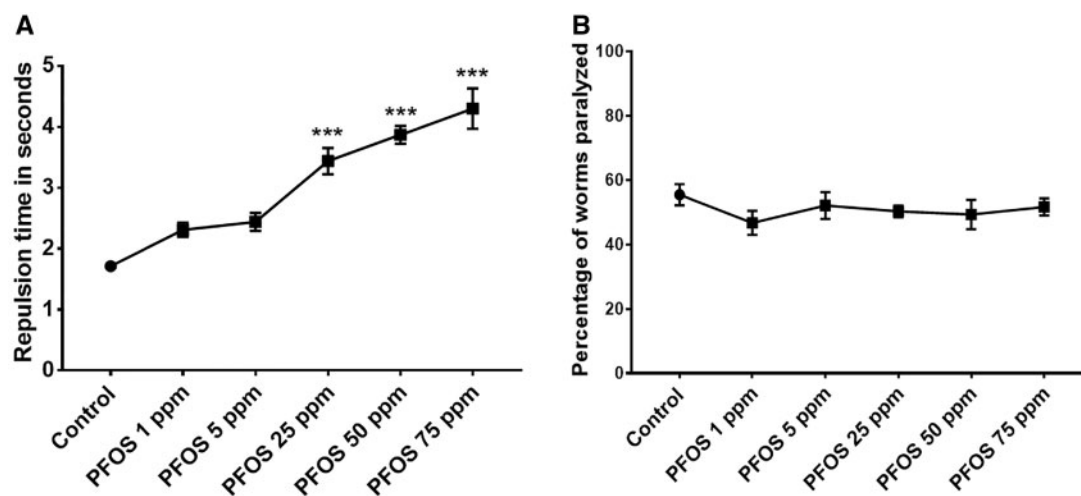 A
Repulsion time in seconds
5
4
3
2
1
0
***
***
***
Control
PFOS 1 ppm
PFOS 5 ppm
PFOS 25 ppm
PFOS 50 ppm
PFOS 75 ppm
B
Percentage of worms paralyzed
100
80
60
40
20
0
Control
PFOS 1 ppm
PFOS 5 ppm
PFOS 25 ppm
PFOS 50 ppm
PFOS 75 ppm